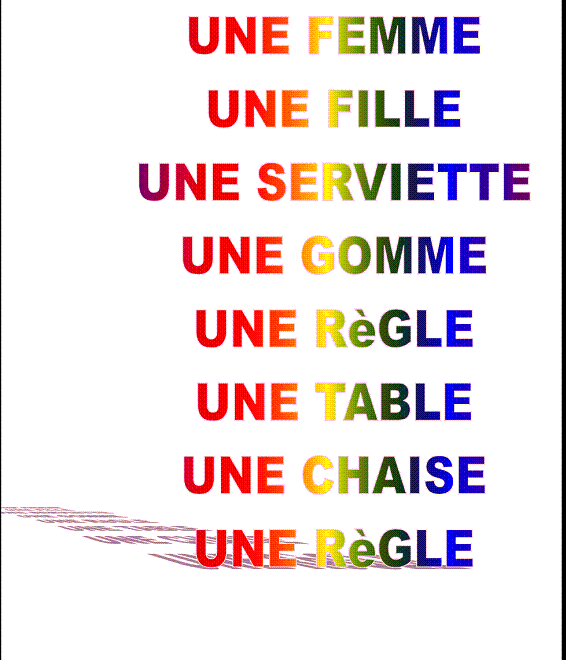 UNE FEMME
UNE FILLE
UNE SERVIETTE
UNE GOMME
UNE RèGLE
UNE TABLE
UNE CHAISE
UNE RèGLE